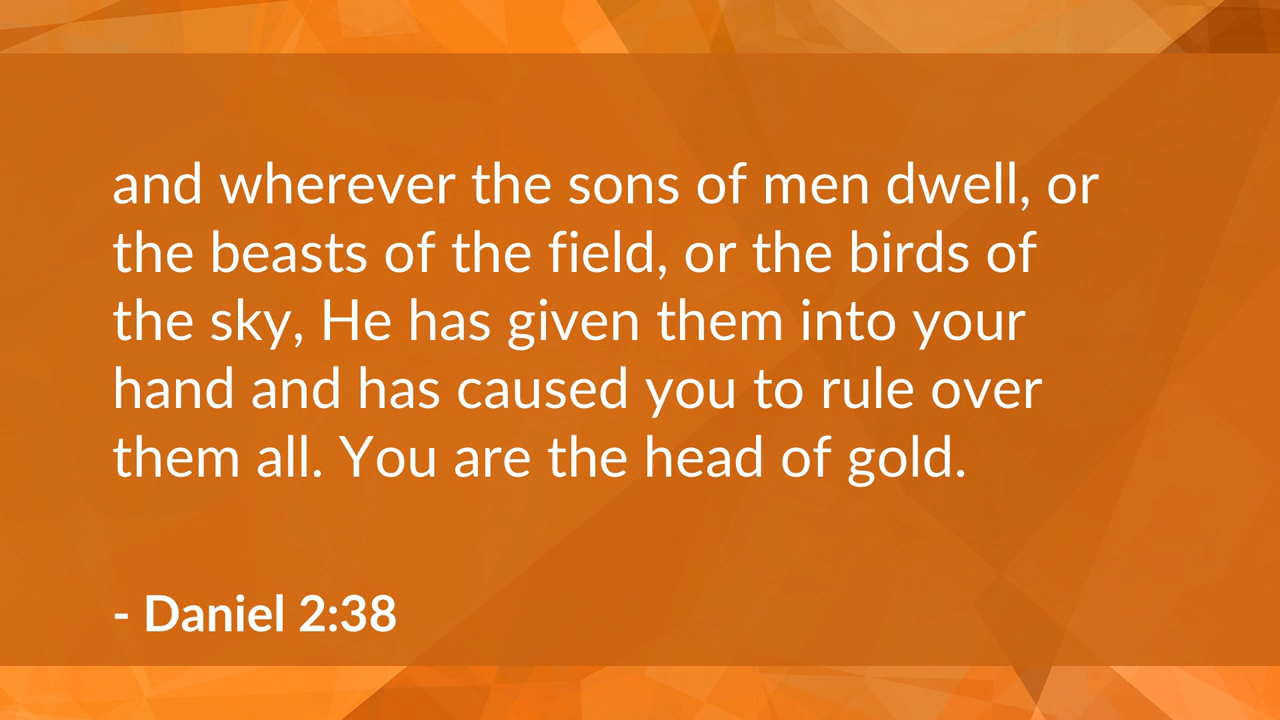 and wherever the sons of men dwell, or
the beasts of the field, or the birds of
the sky, He has given them into your
hand and has caused you to rule over
them all. You are the head of gold.
- Daniel 2:38